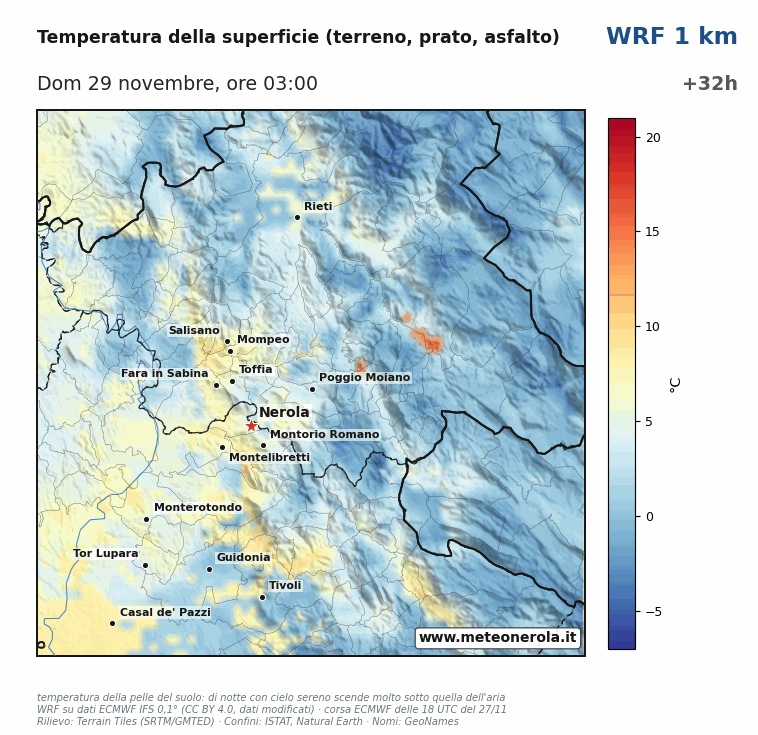 Temperatura della superficie (terreno, prato, asfalto)
WRF 1 km
Dom 29 novembre, ore 03:00
+32h
Rieti
Salisano
Mompeo
Fara in Sabina
Toffia
Poggio Moiano
Nerola
Montorio Romano
Montelibretti
Monterotondo
Tor Lupara
Guidonia
Tivoli
Casal de' Pazzi
www.meteonerola.it
20
15
10
5
0
−5
°C
temperatura della pelle del suolo: di notte con cielo sereno scende molto sotto quella dell'aria
WRF su dati ECMWF IFS 0,1° (CC BY 4.0, dati modificati) · corsa ECMWF delle 18 UTC del 27/11
Rilievo: Terrain Tiles (SRTM/GMTED) · Confini: ISTAT, Natural Earth · Nomi: GeoNames